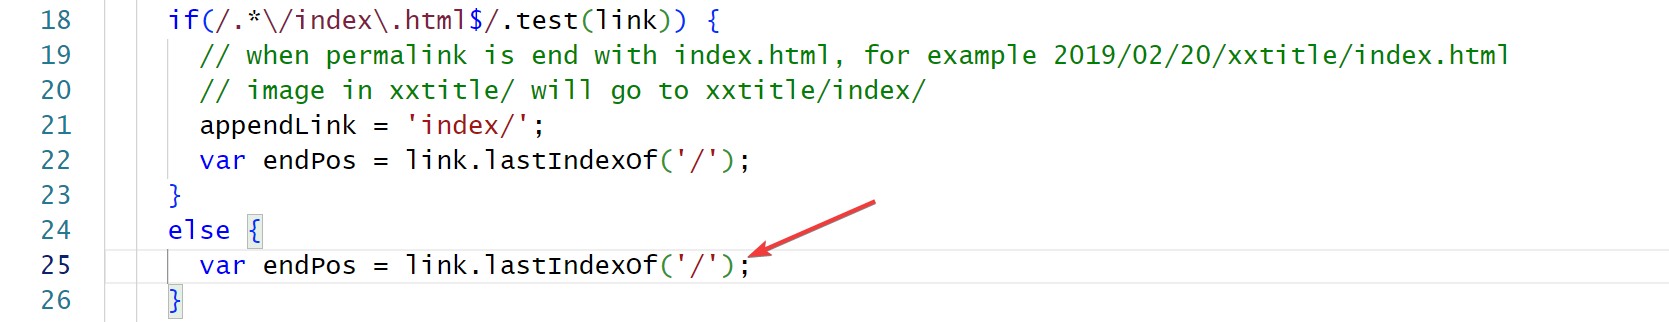 18 if(/.*\/index\.html$/.test(link)) {
19 // when permalink is end with index.html, for example 2019/02/20/xxtitle/index.html
20 // image in xxtitle/ will go to xxtitle/index/
21 appendLink = 'index/';
22 var endPos = link.lastIndexOf('/');
23 }
24 else {
25 var endPos = link.lastIndexOf('/');
26 }